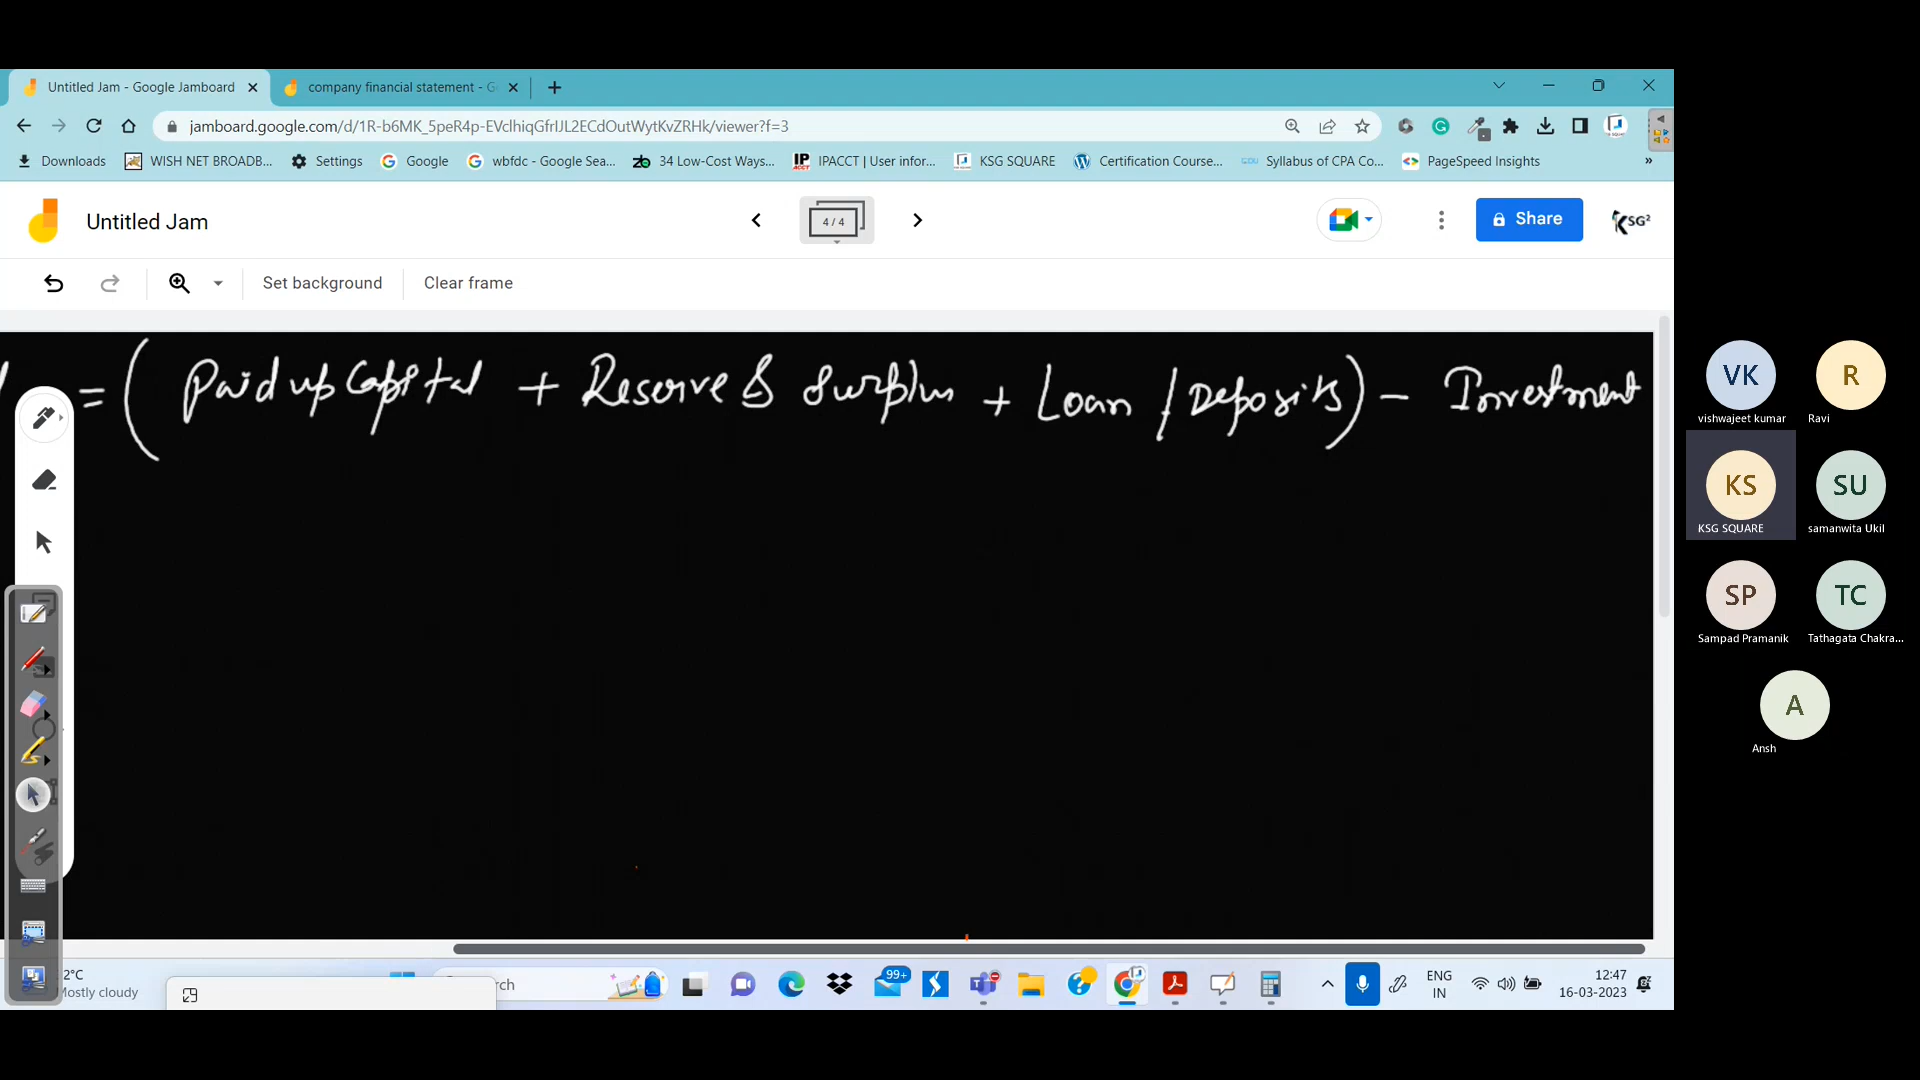 Untitled Jam - Google Jamboard
company financial statement - G
jamboard.google.com/d/1R-b6MK_5peR4p-EVclhiqGfrIJL2ECdOutWytKvZRHk/viewer?f=3
Downloads WISH NET BROADB... Settings Google wbfdc - Google Sea... 34 Low-Cost Ways... IPACCT | User infor... KSG SQUARE Certification Course... Syllabus of CPA Co... PageSpeed Insights »
Untitled Jam
4 / 4
Share
KSG²
Set background
Clear frame
= ( Paid up Capital + Reserve & Surplus + Loan / Deposits ) - Investment
VK
vishwajeet kumar
R
Ravi
KS
KSG SQUARE
SU
samanwita Ukil
SP
Sampad Pramanik
TC
Tathagata Chakra...
A
Ansh
2°C
Mostly cloudy
rch
99+
ENG
IN
12:47
16-03-2023